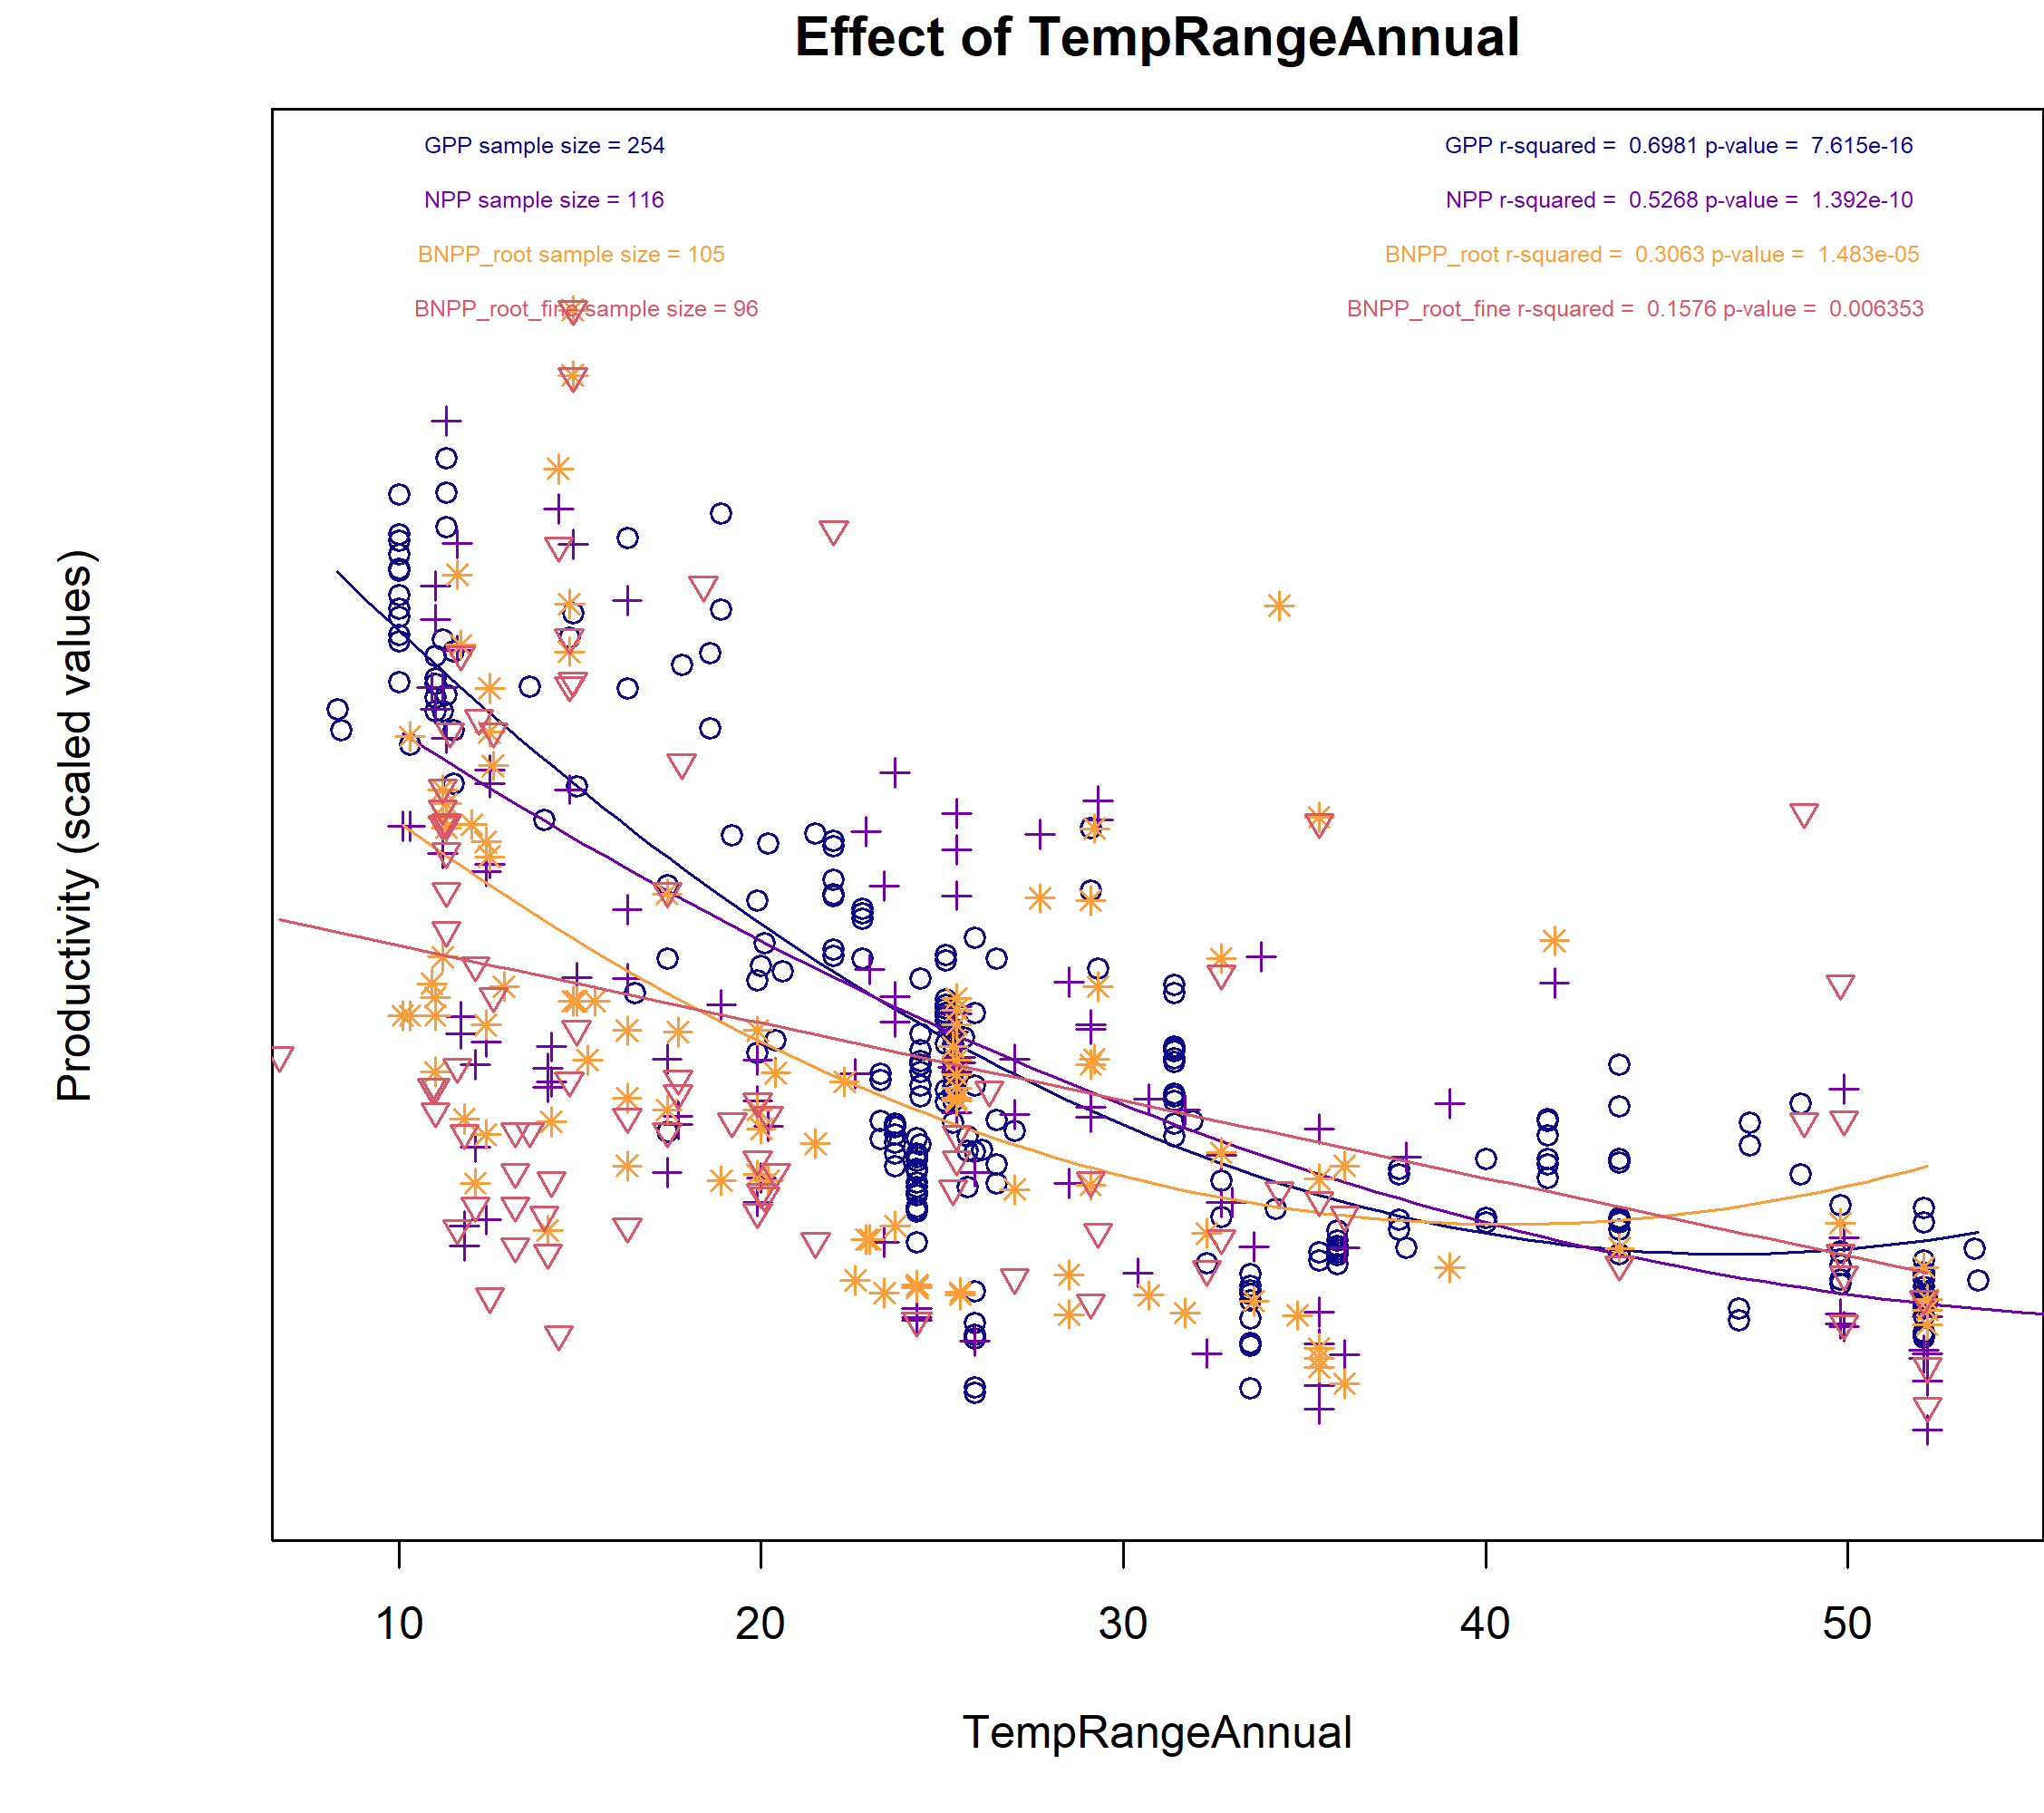 Effect of TempRangeAnnual
GPP sample size = 254
GPP r-squared = 0.6981 p-value = 7.615e-16
NPP sample size = 116
NPP r-squared = 0.5268 p-value = 1.392e-10
BNPP_root sample size = 105
BNPP_root r-squared = 0.3063 p-value = 1.483e-05
BNPP_root_fine sample size = 96
BNPP_root_fine r-squared = 0.1576 p-value = 0.006353
Productivity (scaled values)
10 20 30 40 50
TempRangeAnnual